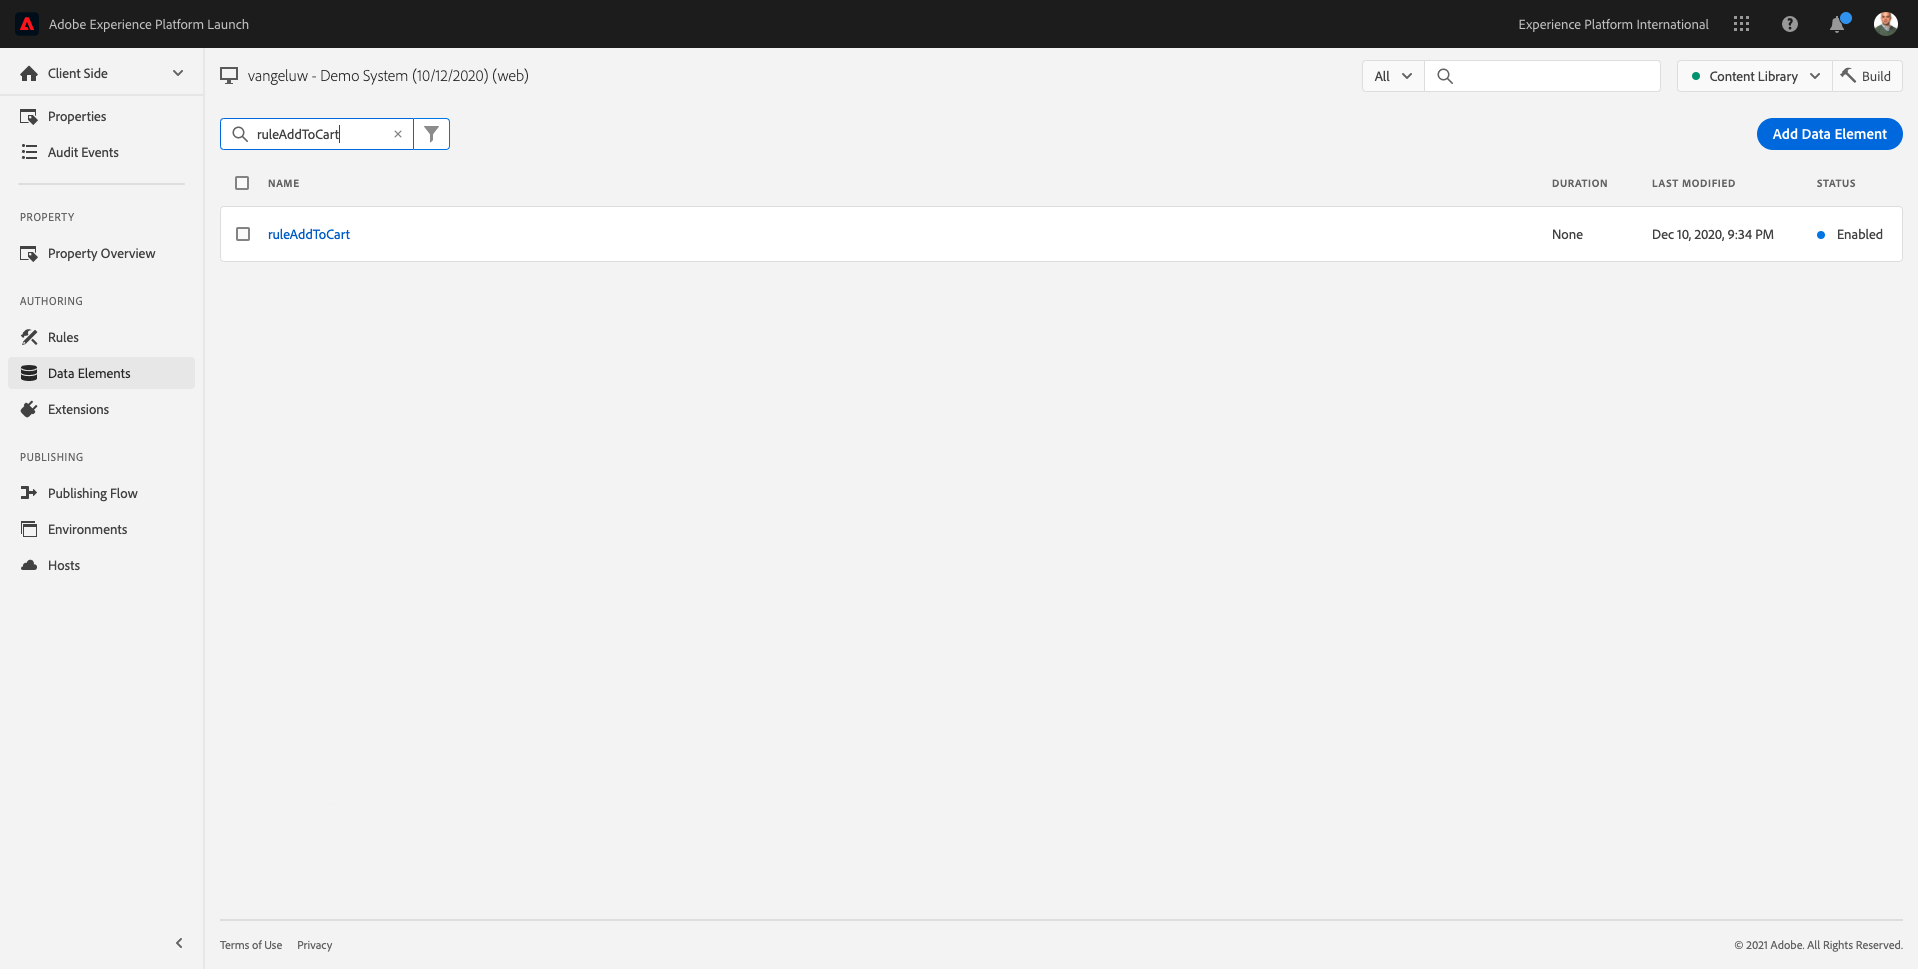 Adobe Experience Platform Launch
Experience Platform International
Client Side
vangeluw - Demo System (10/12/2020) (web)
All
Content Library
Build
Properties
Audit Events
ruleAddToCart
Add Data Element
NAME
DURATION
LAST MODIFIED
STATUS
ruleAddToCart
None
Dec 10, 2020, 9:34 PM
Enabled
PROPERTY
Property Overview
AUTHORING
Rules
Data Elements
Extensions
PUBLISHING
Publishing Flow
Environments
Hosts
Terms of Use
Privacy
© 2021 Adobe. All Rights Reserved.